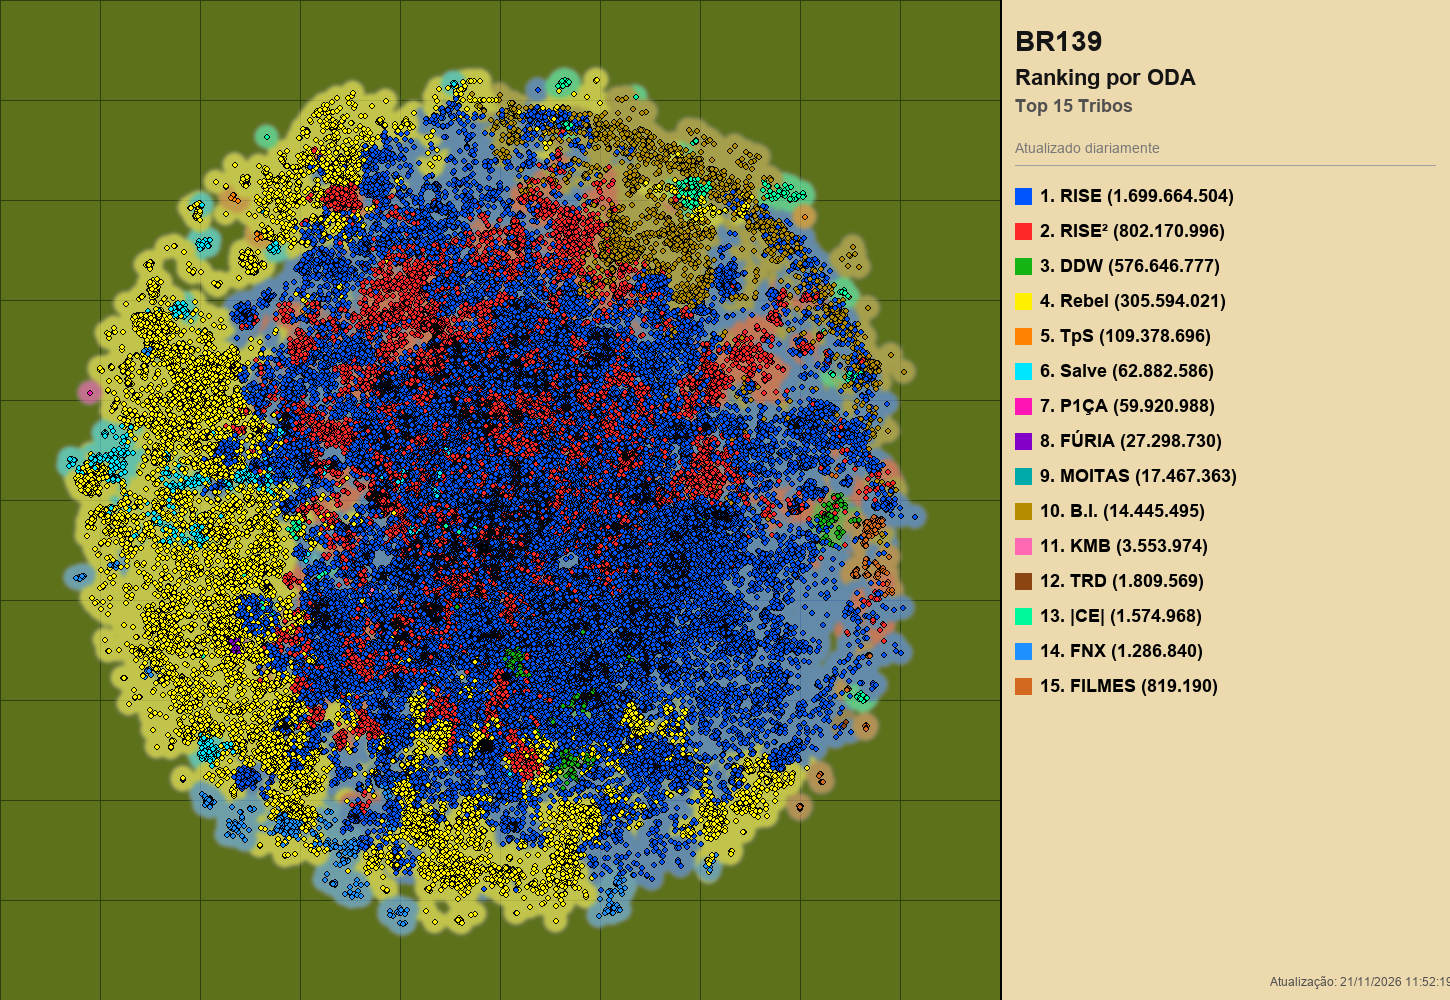 BR139
Ranking por ODA
Top 15 Tribos
Atualizado diariamente
1. RISE (1.699.664.504)
2. RISE² (802.170.996)
3. DDW (576.646.777)
4. Rebel (305.594.021)
5. TpS (109.378.696)
6. Salve (62.882.586)
7. P1ÇA (59.920.988)
8. FÚRIA (27.298.730)
9. MOITAS (17.467.363)
10. B.I. (14.445.495)
11. KMB (3.553.974)
12. TRD (1.809.569)
13. |CE| (1.574.968)
14. FNX (1.286.840)
15. FILMES (819.190)
Atualização: 21/11/2026 11:52:19